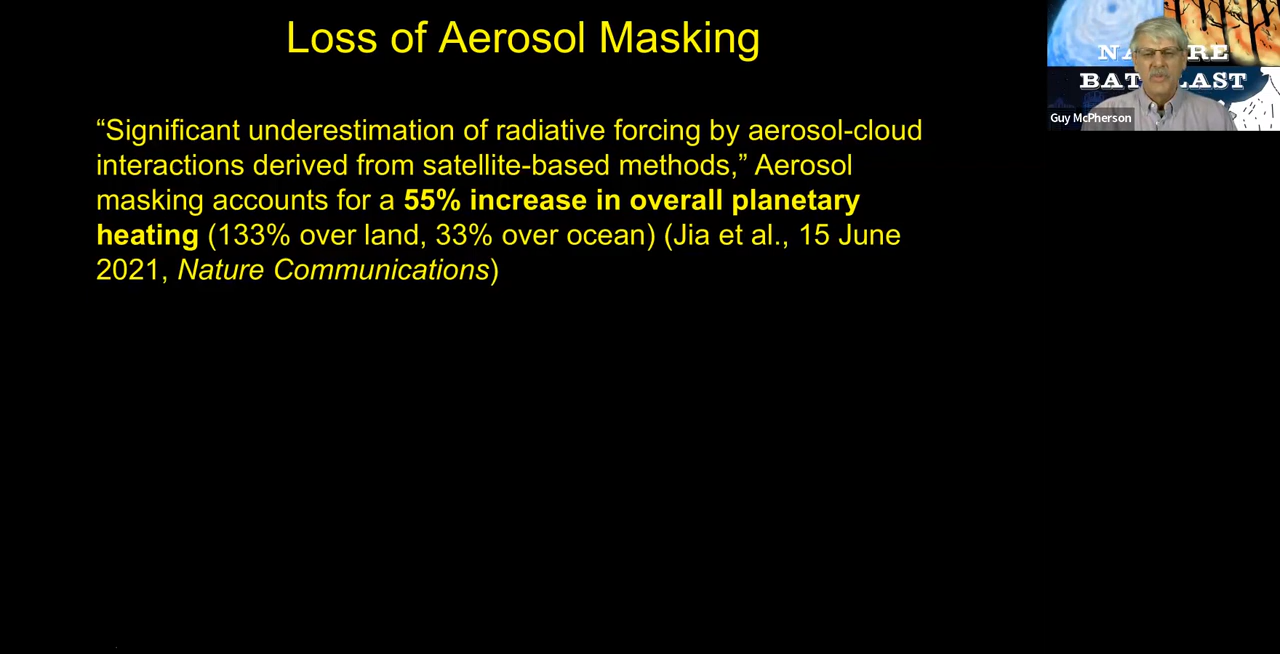 Loss of Aerosol Masking
“Significant underestimation of radiative forcing by aerosol-cloud
interactions derived from satellite-based methods,” Aerosol
masking accounts for a 55% increase in overall planetary
heating (133% over land, 33% over ocean) (Jia et al., 15 June
2021, Nature Communications)
Guy McPherson